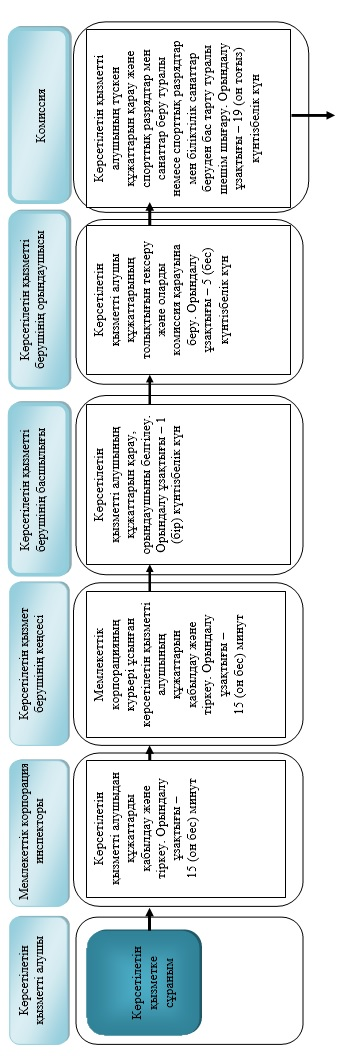 Көрсетілетін
қызметті алушы
Мемлекеттік корпорация
инспекторы
Көрсетілетін қызмет
берушінің кеңсесі
Көрсетілетін қызметті
берушінің басшылығы
Көрсетілетін қызметті
берушінің орындаушысы
Комиссия
Көрсетілетін
қызметке
сұраным
Көрсетілетін
қызметті алушыдан
құжаттарды
қабылдау және
тіркеу. Орындалу
ұзақтығы –
15 (он бес) минут
Мемлекеттік
корпорацияның
курьері ұсынған
көрсетілетін қызметті
алушының
құжаттарын
қабылдау және
тіркеу. Орындалу
ұзақтығы –
15 (он бес) минут
Көрсетілетін
қызметті алушының
құжаттарын қарау,
орындаушыны белгілеу.
Орындалу ұзақтығы – 1
(бір) күнтізбелік күн
Көрсетілетін
қызметті алушы
құжаттарының
толықтығын тексеру
және оларды
комиссия қарауына
беру. Орындалу
ұзақтығы – 5 (бес)
күнтізбелік күн
Көрсетілетін қызметті
алушының түскен
құжаттарын қарау және
спорттық разрядтар мен
санаттар беру туралы
немесе спорттық разрядтар
мен біліктілік санаттар
беруден бас тарту туралы
шешім шығару. Орындалу
ұзақтығы – 19 (он тоғыз)
күнтізбелік күн